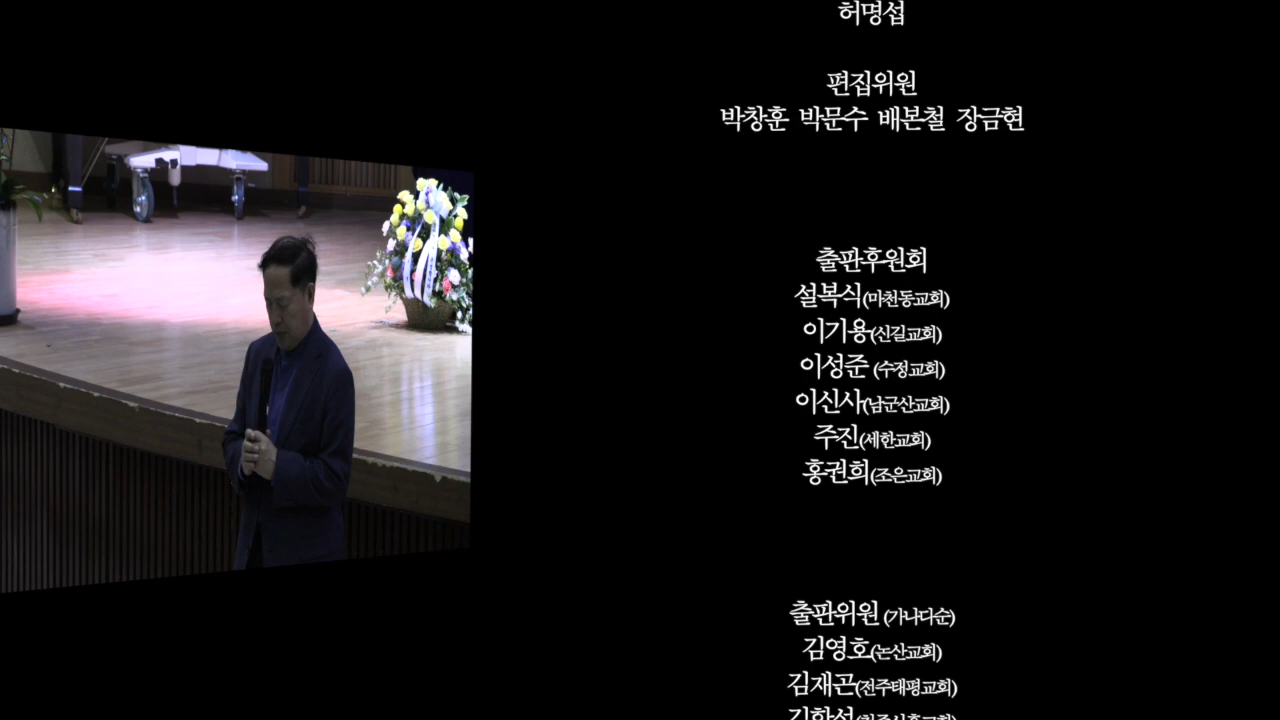 허명섭
편집위원
박창훈 박문수 배본철 장금현
출판후원회
설복식(마천동교회)
이기용(신길교회)
이성준 (수정교회)
이신사(남군산교회)
주진(세한교회)
홍권희(조은교회)
출판위원 (가나다순)
김영호(논산교회)
김재곤(전주태평교회)